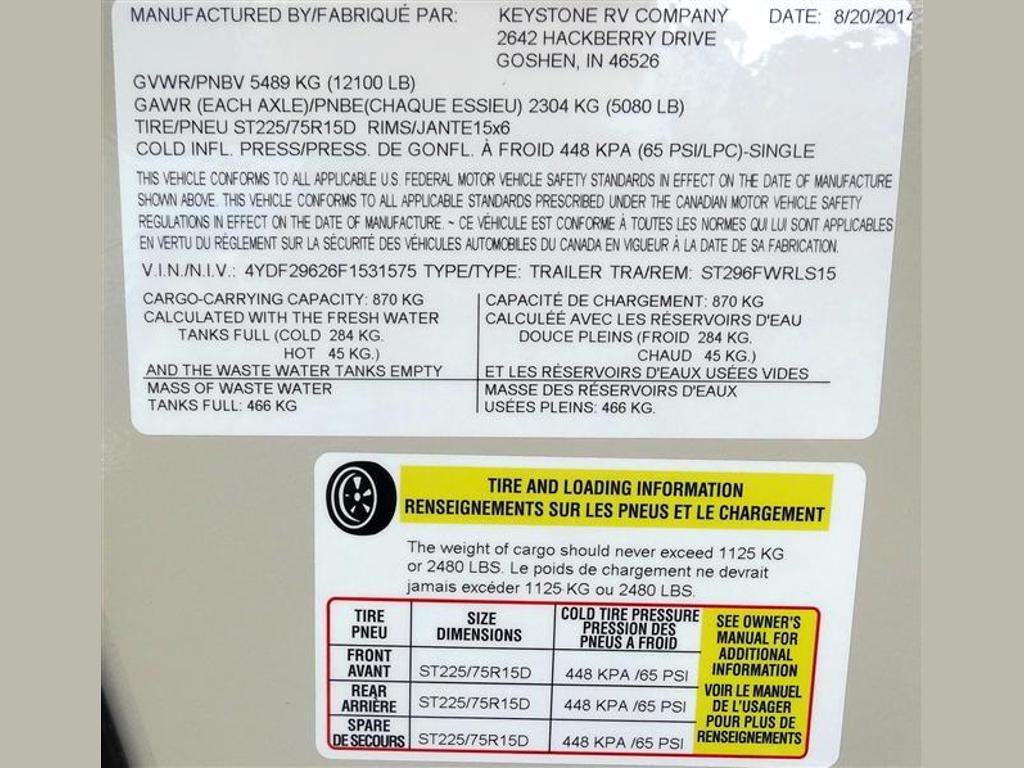 MANUFACTURED BY/FABRIQUÉ PAR: KEYSTONE RV COMPANY DATE: 8/20/2014
2642 HACKBERRY DRIVE
GOSHEN, IN 46526
GVWR/PNBV 5489 KG (12100 LB)
GAWR (EACH AXLE)/PNBE(CHAQUE ESSIEU) 2304 KG (5080 LB)
TIRE/PNEU ST225/75R15D RIMS/JANTE15x6
COLD INFL. PRESS/PRESS. DE GONFL. À FROID 448 KPA (65 PSI/LPC)-SINGLE
THIS VEHICLE CONFORMS TO ALL APPLICABLE U.S. FEDERAL MOTOR VEHICLE SAFETY STANDARDS IN EFFECT ON THE DATE OF MANUFACTURE
SHOWN ABOVE. THIS VEHICLE CONFORMS TO ALL APPLICABLE STANDARDS PRESCRIBED UNDER THE CANADIAN MOTOR VEHICLE SAFETY
REGULATIONS IN EFFECT ON THE DATE OF MANUFACTURE. ~ CE VÉHICULE EST CONFORME À TOUTES LES NORMES QUI LUI SONT APPLICABLES
EN VERTU DU RÈGLEMENT SUR LA SÉCURITÉ DES VÉHICULES AUTOMOBILES DU CANADA EN VIGUEUR À LA DATE DE SA FABRICATION.
V.I.N./N.I.V.: 4YDF29626F1531575 TYPE/TYPE: TRAILER TRA/REM: ST296FWRLS15
CARGO-CARRYING CAPACITY: 870 KG
CALCULATED WITH THE FRESH WATER
TANKS FULL (COLD 284 KG.
HOT 45 KG.)
AND THE WASTE WATER TANKS EMPTY
MASS OF WASTE WATER
TANKS FULL: 466 KG
CAPACITÉ DE CHARGEMENT: 870 KG
CALCULÉE AVEC LES RÉSERVOIRS D'EAU
DOUCE PLEINS (FROID 284 KG.
CHAUD 45 KG.)
ET LES RÉSERVOIRS D'EAUX USÉES VIDES
MASSE DES RÉSERVOIRS D'EAUX
USÉES PLEINS: 466 KG.
TIRE AND LOADING INFORMATION
RENSEIGNEMENTS SUR LES PNEUS ET LE CHARGEMENT
The weight of cargo should never exceed 1125 KG
or 2480 LBS. Le poids de chargement ne devrait
jamais excéder 1125 KG ou 2480 LBS.
TIRE
PNEU
SIZE
DIMENSIONS
COLD TIRE PRESSURE
PRESSION DES
PNEUS A FROID
FRONT
AVANT
ST225/75R15D 448 KPA /65 PSI
REAR
ARRIÈRE
ST225/75R15D 448 KPA /65 PSI
SPARE
DE SECOURS
ST225/75R15D 448 KPA /65 PSI
SEE OWNER'S
MANUAL FOR
ADDITIONAL
INFORMATION
VOIR LE MANUEL
DE L'USAGER
POUR PLUS DE
RENSEIGNEMENTS